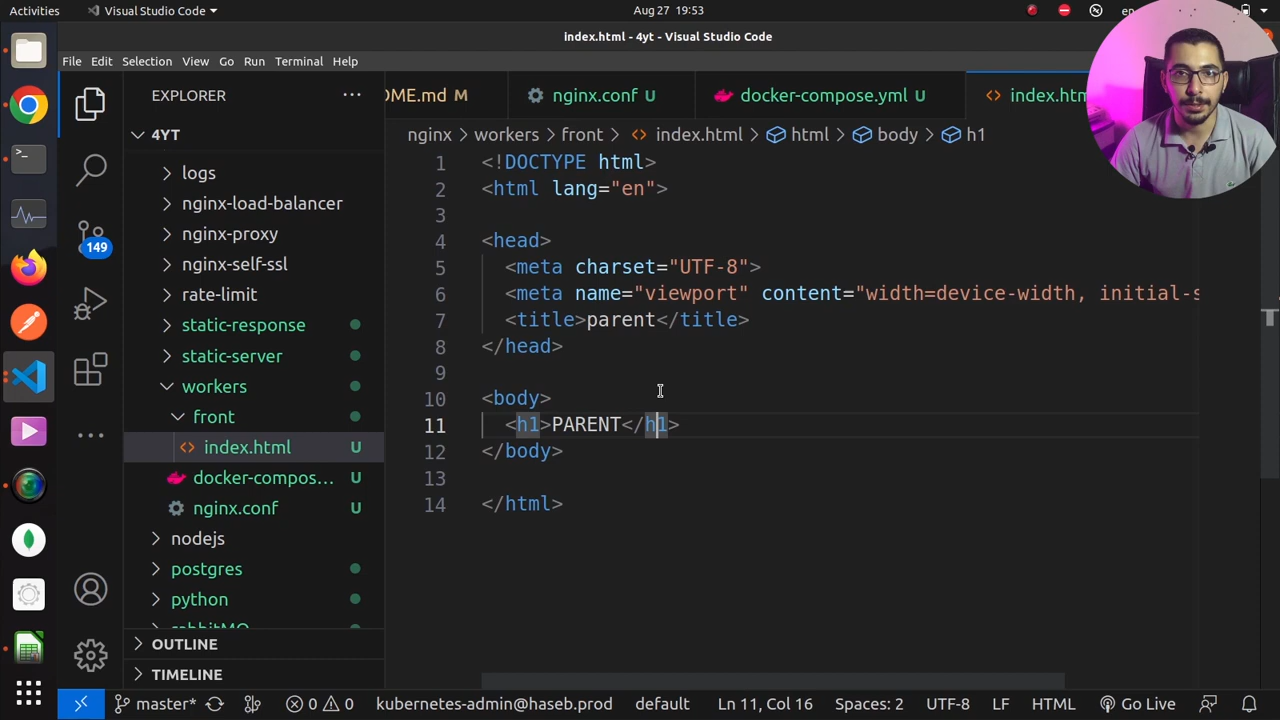 Activities
Visual Studio Code
Aug 27 19:53
en
index.html - 4yt - Visual Studio Code
File Edit Selection View Go Run Terminal Help
EXPLORER
OME.md M
nginx.conf U
docker-compose.yml U
index.htm
4YT
nginx > workers > front > index.html > html > body > h1
logs
nginx-load-balancer
nginx-proxy
nginx-self-ssl
rate-limit
static-response
static-server
workers
front
index.html U
docker-compos... U
nginx.conf U
nodejs
postgres
python
rabbitMQ
OUTLINE
TIMELINE
149
1 <!DOCTYPE html>
2 <html lang="en">
3
4 <head>
5 <meta charset="UTF-8">
6 <meta name="viewport" content="width=device-width, initial-s
7 <title>parent</title>
8 </head>
9
10 <body>
11 <h1>PARENT</h1>
12 </body>
13
14 </html>
master* 0 0 kubernetes-admin@haseb.prod default Ln 11, Col 16 Spaces: 2 UTF-8 LF HTML Go Live